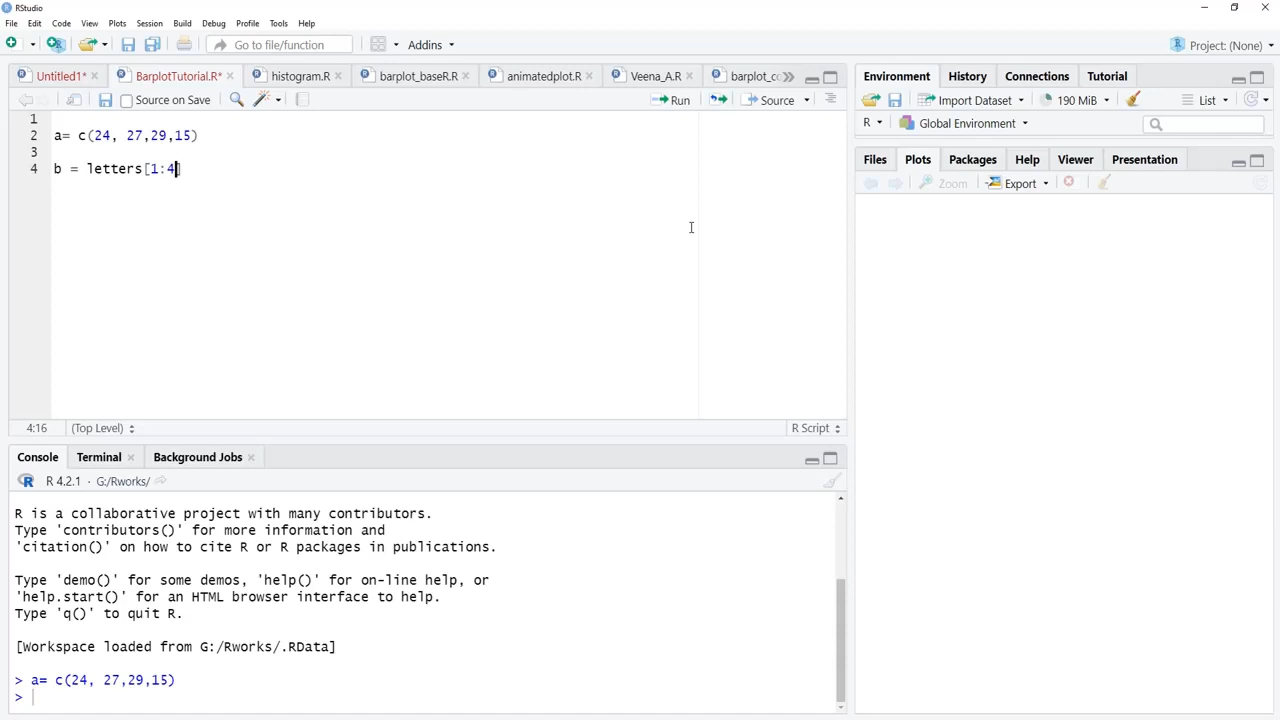 RStudio
File Edit Code View Plots Session Build Debug Profile Tools Help
Go to file/function Addins Project: (None)
Untitled1* BarplotTutorial.R* histogram.R barplot_baseR.R animatedplot.R Veena_A.R barplot_cc
Source on Save Run Source
1
2 a= c(24, 27,29,15)
3
4 b = letters[1:4]
4:16 (Top Level) R Script
Console Terminal Background Jobs
R 4.2.1 · G:/Rworks/
R is a collaborative project with many contributors.
Type 'contributors()' for more information and
'citation()' on how to cite R or R packages in publications.
Type 'demo()' for some demos, 'help()' for on-line help, or
'help.start()' for an HTML browser interface to help.
Type 'q()' to quit R.
[Workspace loaded from G:/Rworks/.RData]
> a= c(24, 27,29,15)
>
Environment History Connections Tutorial
Import Dataset 190 MiB List
R Global Environment
Files Plots Packages Help Viewer Presentation
Zoom Export